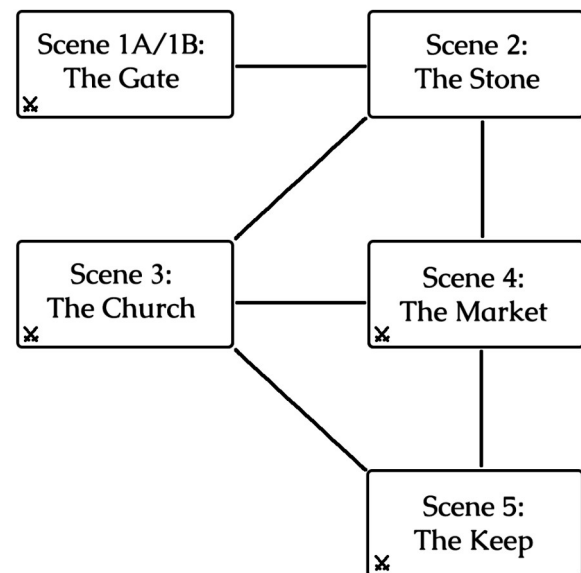 Scene 1A/1B:
The Gate
Scene 2:
The Stone
Scene 3:
The Church
Scene 4:
The Market
Scene 5:
The Keep